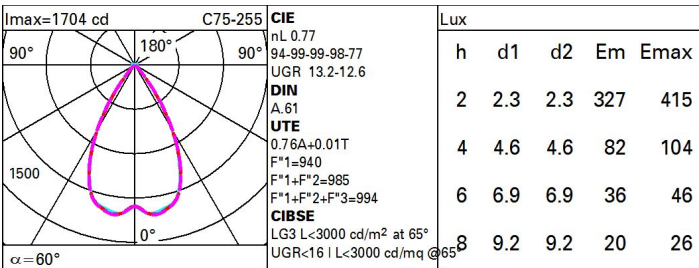 Imax=1704 cd C75-255
90° 180° 90°
1500
0°
α=60°
CIE
nL 0.77
94-99-99-98-77
UGR 13.2-12.6
DIN
A.61
UTE
0.76A+0.01T
F"1=940
F"1+F"2=985
F"1+F"2+F"3=994
CIBSE
LG3 L<3000 cd/m² at 65°
UGR<16 | L<3000 cd/mq @65°
Lux
h d1 d2 Em Emax
2 2.3 2.3 327 415
4 4.6 4.6 82 104
6 6.9 6.9 36 46
8 9.2 9.2 20 26